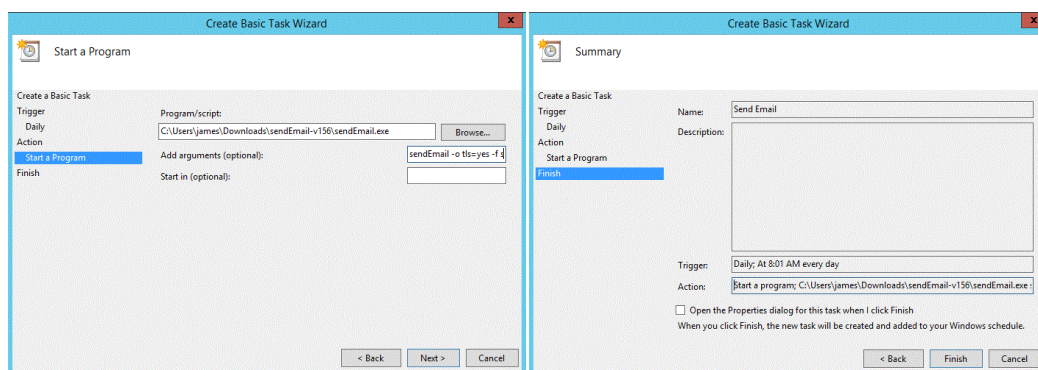 Create Basic Task Wizard
x
Start a Program
Create a Basic Task
Trigger
Daily
Action
Start a Program
Finish
Program/script:
C:\Users\james\Downloads\sendEmail-v156\sendEmail.exe
Browse...
Add arguments (optional):
sendEmail -o tls=yes -f s
Start in (optional):
< Back
Next >
Cancel
Create Basic Task Wizard
x
Summary
Create a Basic Task
Trigger
Daily
Action
Start a Program
Finish
Name:
Send Email
Description:
Trigger:
Daily; At 8:01 AM every day
Action:
Start a program; C:\Users\james\Downloads\sendEmail-v156\sendEmail.exe s
Open the Properties dialog for this task when I click Finish
When you click Finish, the new task will be created and added to your Windows schedule.
< Back
Finish
Cancel